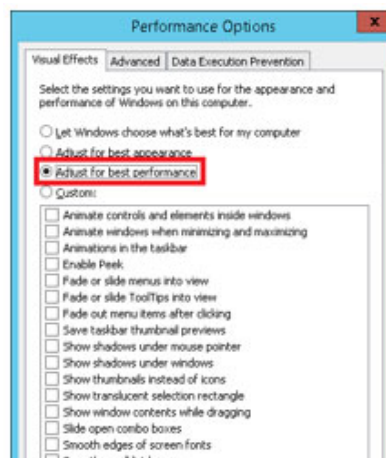 Performance Options
x
Visual Effects Advanced Data Execution Prevention
Select the settings you want to use for the appearance and
performance of Windows on this computer.
Let Windows choose what's best for my computer
Adjust for best appearance
Adjust for best performance
Custom:
Animate controls and elements inside windows
Animate windows when minimizing and maximizing
Animations in the taskbar
Enable Peek
Fade or slide menus into view
Fade or slide ToolTips into view
Fade out menu items after clicking
Save taskbar thumbnail previews
Show shadows under mouse pointer
Show shadows under windows
Show thumbnails instead of icons
Show translucent selection rectangle
Show window contents while dragging
Slide open combo boxes
Smooth edges of screen fonts